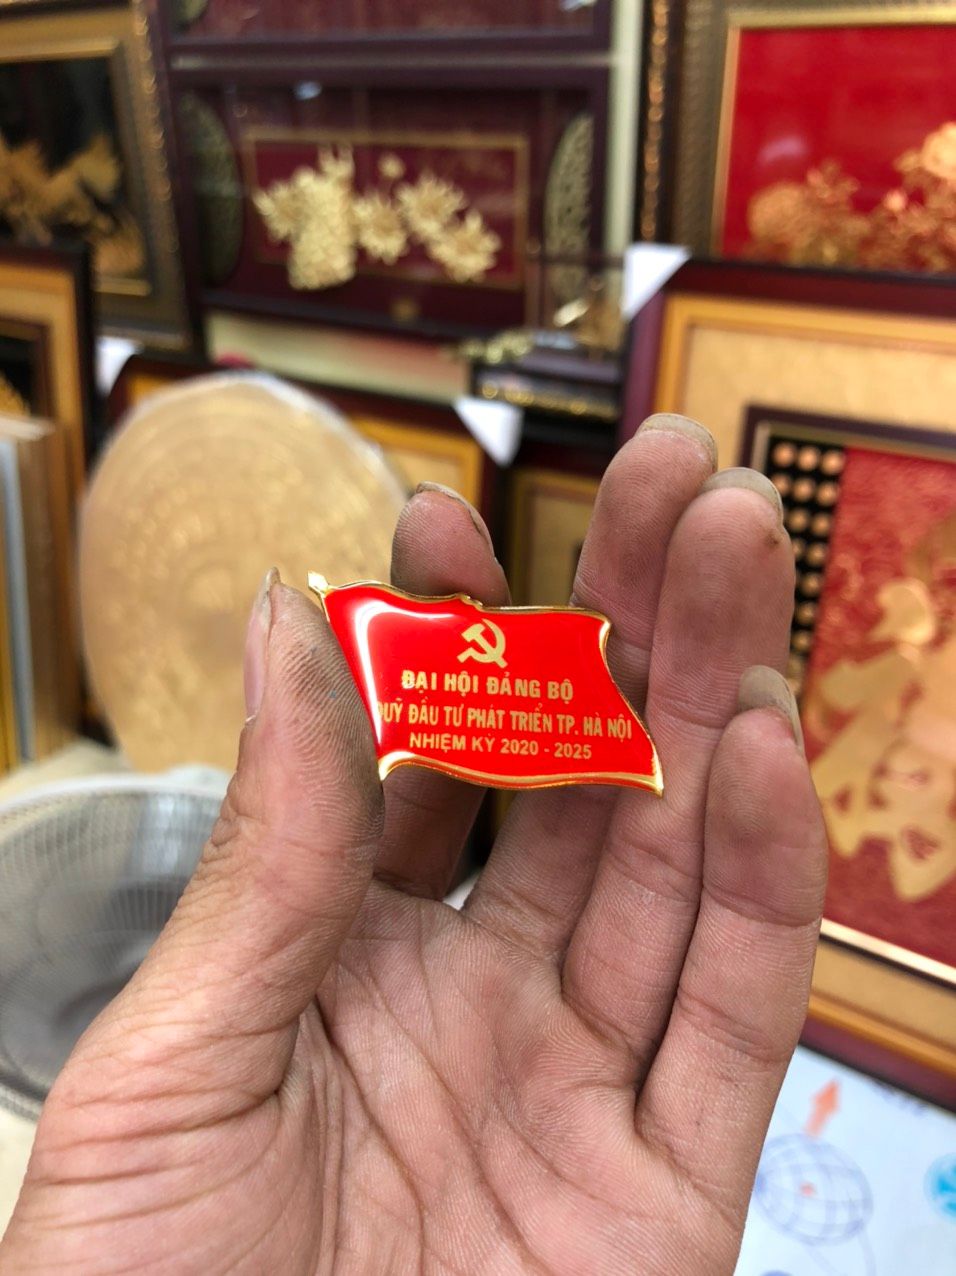 ĐẠI HỘI ĐẢNG BỘ
QUỸ ĐẦU TƯ PHÁT TRIỂN TP. HÀ NỘI
NHIỆM KỲ 2020 - 2025